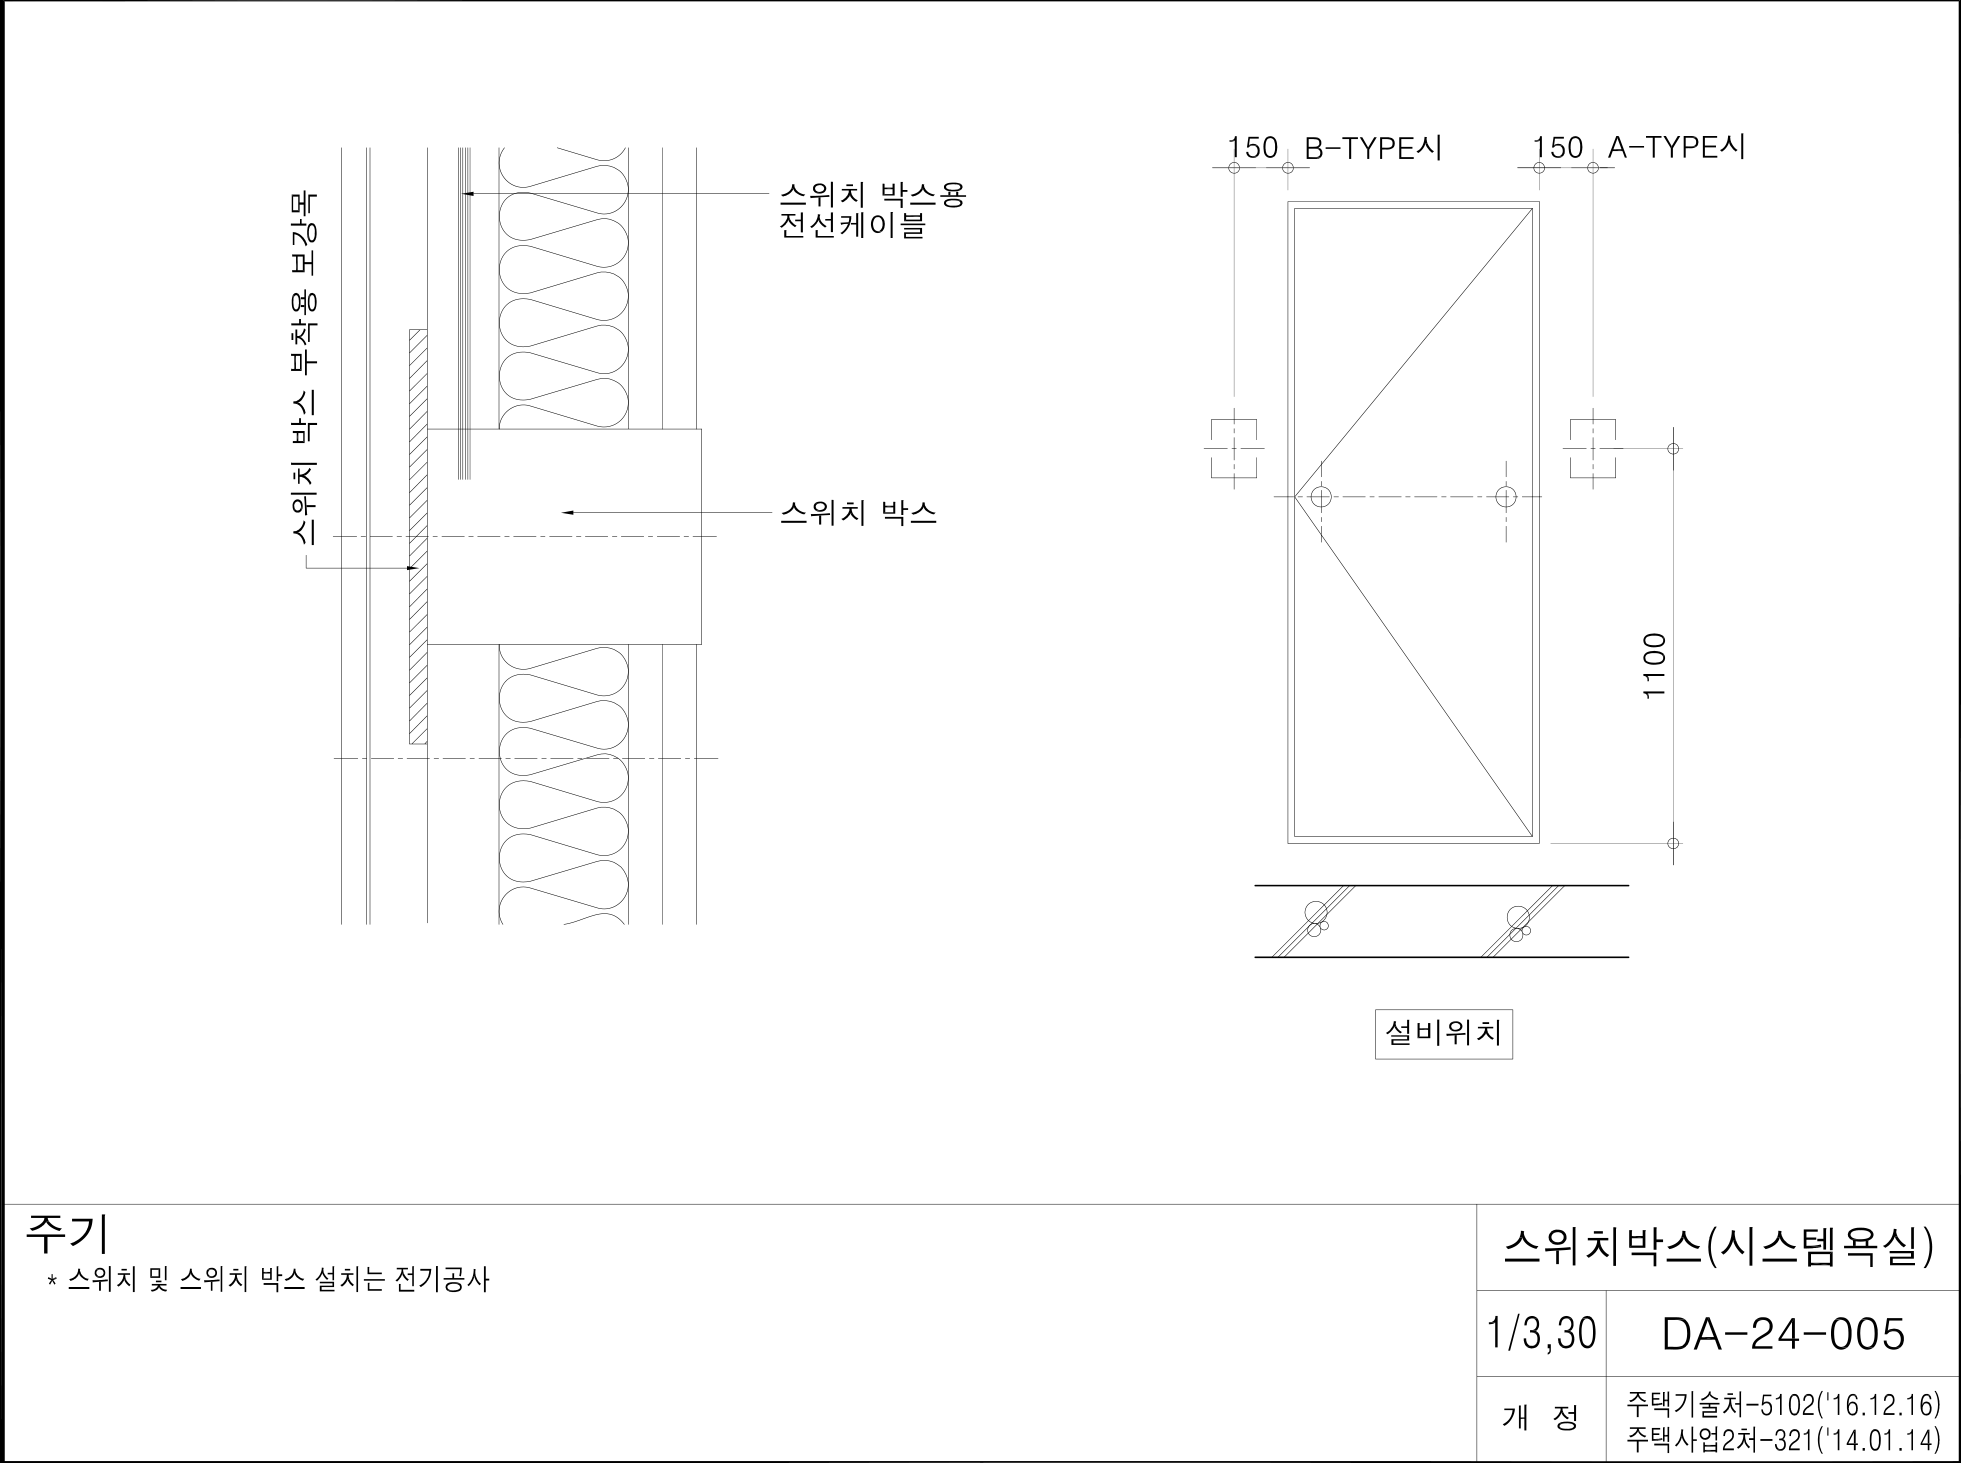 스위치 박스 부착용 보강목
스위치 박스용
전선케이블
스위치 박스
150 B-TYPE시
150 A-TYPE시
1100
설비위치
주기
* 스위치 및 스위치 박스 설치는 전기공사
스위치박스(시스템욕실)
1/3,30
DA-24-005
개 정
주택기술처-5102('16.12.16)
주택사업2처-321('14.01.14)